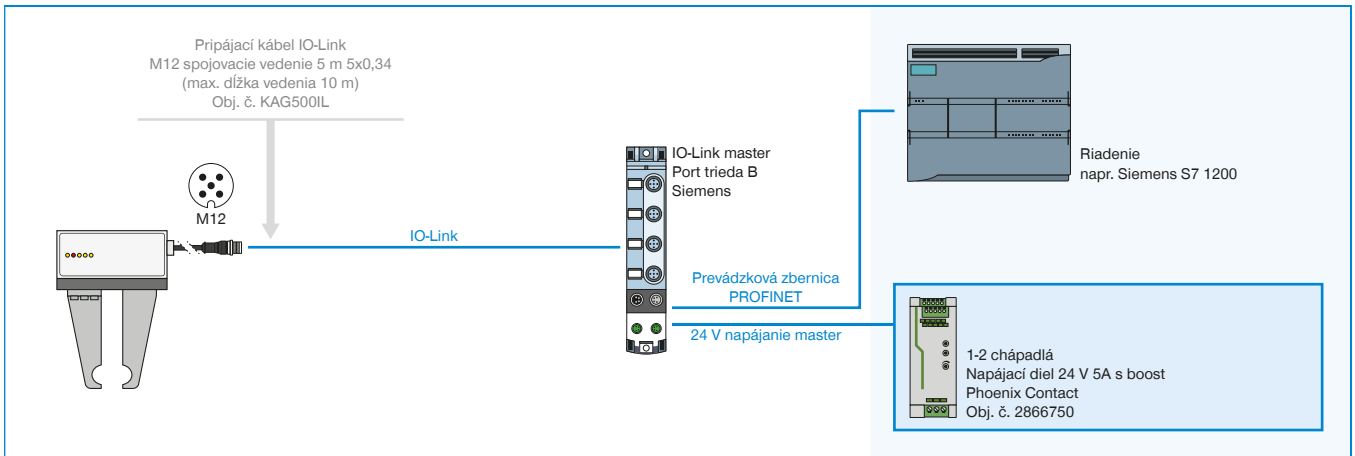 Pripájací kábel IO-Link
M12 spojovacie vedenie 5 m 5x0,34
(max. dĺžka vedenia 10 m)
Obj. č. KAG500IL
M12
IO-Link
IO-Link master
Port trieda B
Siemens
Prevádzková zbernica
PROFINET
24 V napájanie master
Riadenie
napr. Siemens S7 1200
1-2 chápadlá
Napájací diel 24 V 5A s boost
Phoenix Contact
Obj. č. 2866750